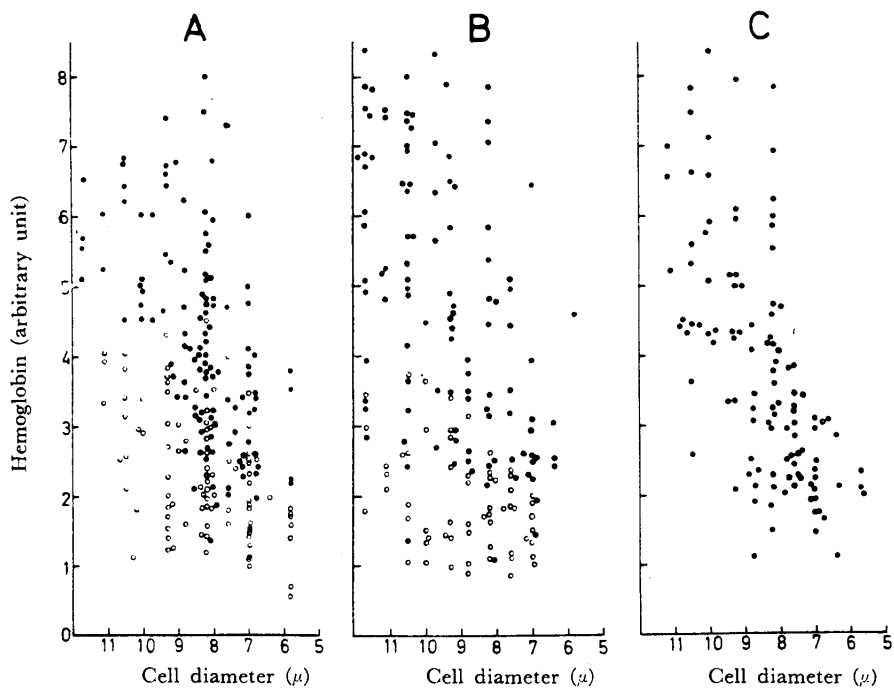 A B C
8
7
6
5
4
3
2
1
0
Hemoglobin (arbitrary unit)
11 10 9 8 7 6 5
11 10 9 8 7 6 5
11 10 9 8 7 6 5
Cell diameter (μ) Cell diameter (μ) Cell diameter (μ)